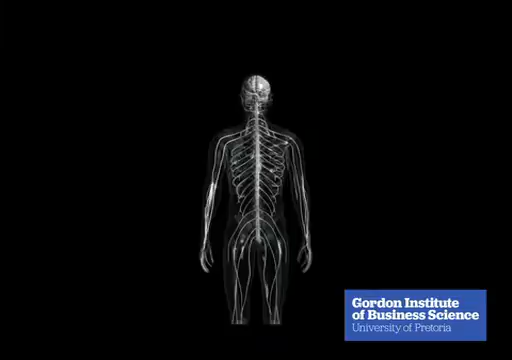 Gordon Institute
of Business Science
University of Pretoria